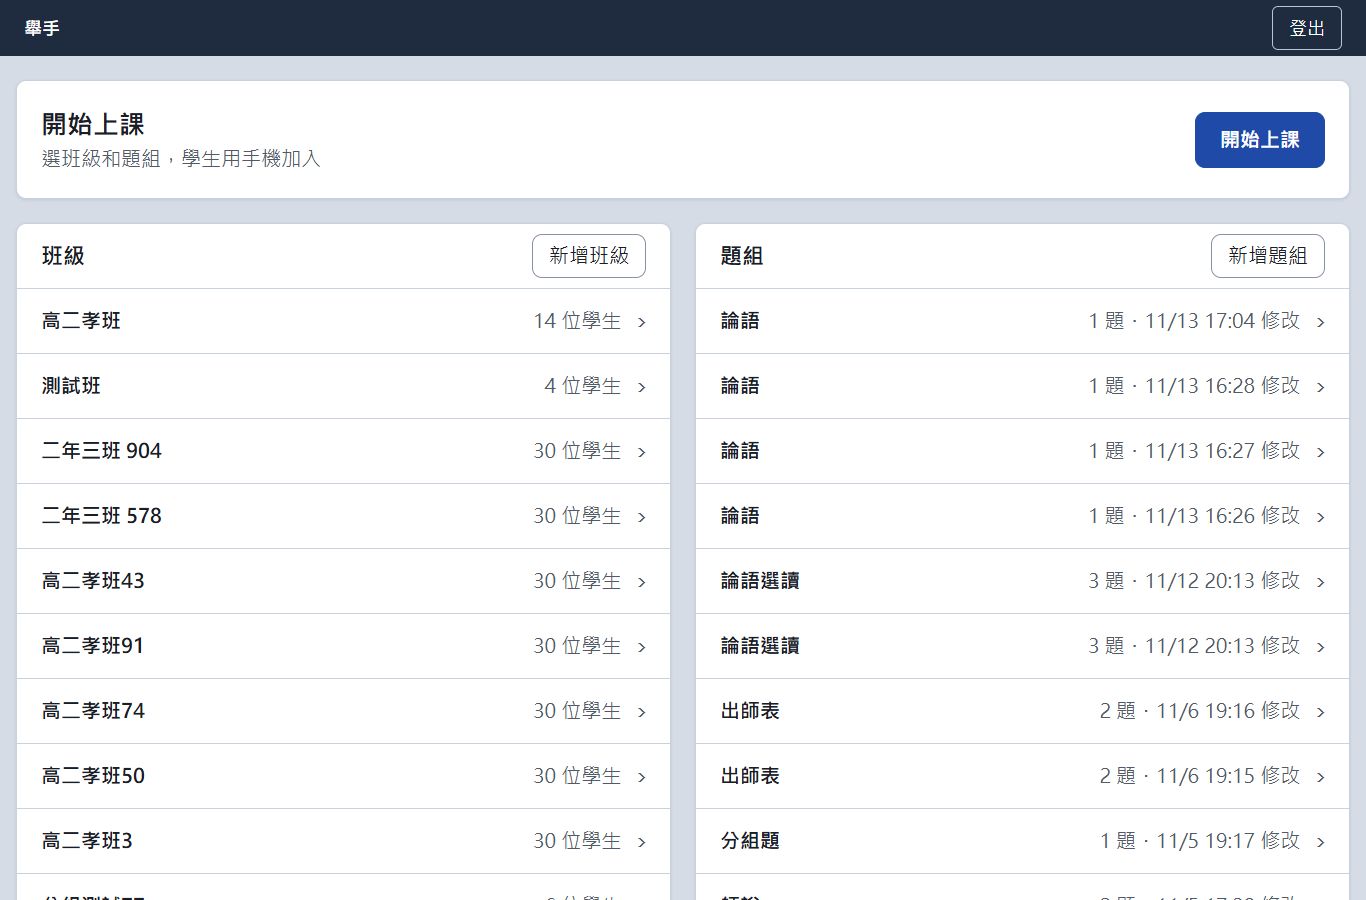 舉手
登出
開始上課
選班級和題組，學生用手機加入
開始上課
班級
新增班級
高二孝班 14 位學生 ›
測試班 4 位學生 ›
二年三班 904 30 位學生 ›
二年三班 578 30 位學生 ›
高二孝班43 30 位學生 ›
高二孝班91 30 位學生 ›
高二孝班74 30 位學生 ›
高二孝班50 30 位學生 ›
高二孝班3 30 位學生 ›
題組
新增題組
論語 1 題 · 11/13 17:04 修改 ›
論語 1 題 · 11/13 16:28 修改 ›
論語 1 題 · 11/13 16:27 修改 ›
論語 1 題 · 11/13 16:26 修改 ›
論語選讀 3 題 · 11/12 20:13 修改 ›
論語選讀 3 題 · 11/12 20:13 修改 ›
出師表 2 題 · 11/6 19:16 修改 ›
出師表 2 題 · 11/6 19:15 修改 ›
分組題 1 題 · 11/5 19:17 修改 ›